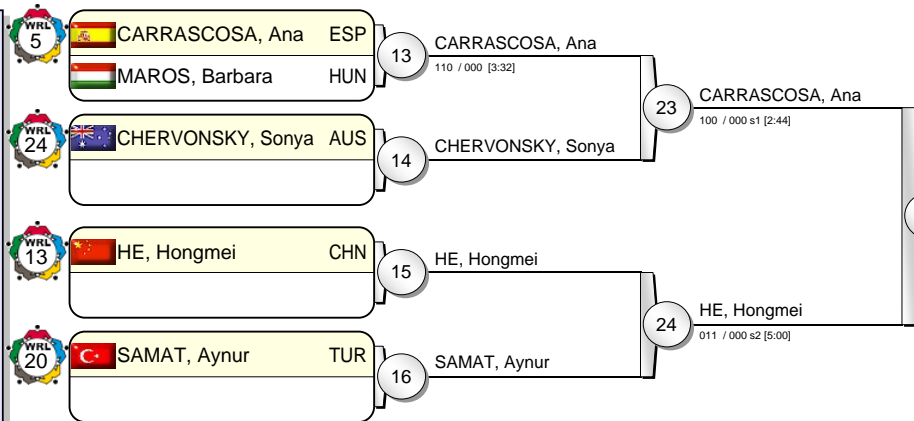 WRL
5
CARRASCOSA, Ana ESP
MAROS, Barbara HUN
13
CARRASCOSA, Ana
110 / 000 [3:32]
WRL
24
CHERVONSKY, Sonya AUS
14
CHERVONSKY, Sonya
23
CARRASCOSA, Ana
100 / 000 s1 [2:44]
WRL
13
HE, Hongmei CHN
15
HE, Hongmei
WRL
20
SAMAT, Aynur TUR
16
SAMAT, Aynur
24
HE, Hongmei
011 / 000 s2 [5:00]